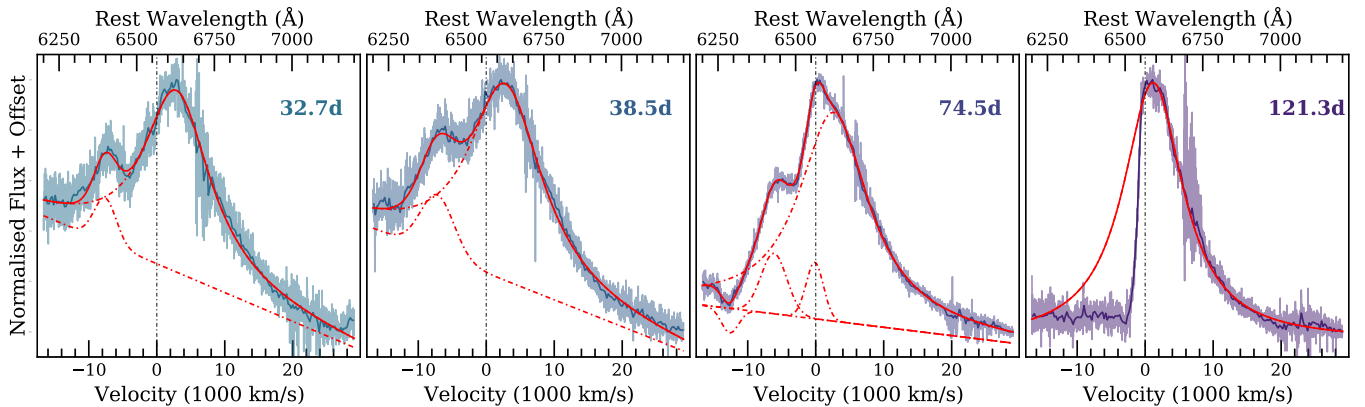 Rest Wavelength (Å) Rest Wavelength (Å) Rest Wavelength (Å) Rest Wavelength (Å)
6250 6500 6750 7000 6250 6500 6750 7000 6250 6500 6750 7000 6250 6500 6750 7000
Normalised Flux + Offset
32.7d 38.5d 74.5d 121.3d
−10 0 10 20 −10 0 10 20 −10 0 10 20 −10 0 10 20
Velocity (1000 km/s) Velocity (1000 km/s) Velocity (1000 km/s) Velocity (1000 km/s)